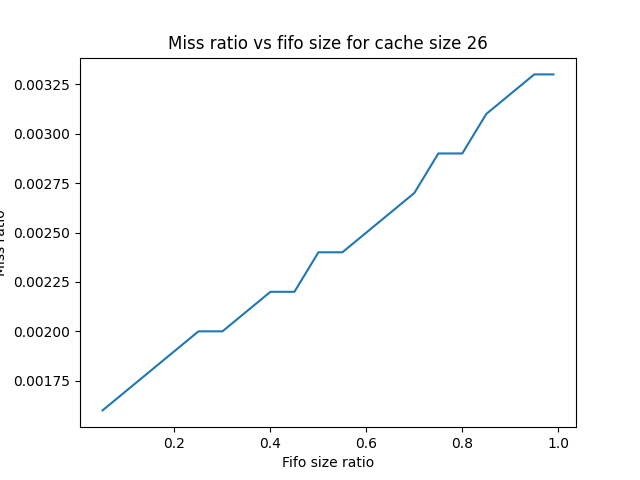 Miss ratio vs fifo size for cache size 26
0.00325
0.00300
0.00275
0.00250
0.00225
0.00200
0.00175
Miss ratio
0.2 0.4 0.6 0.8 1.0
Fifo size ratio